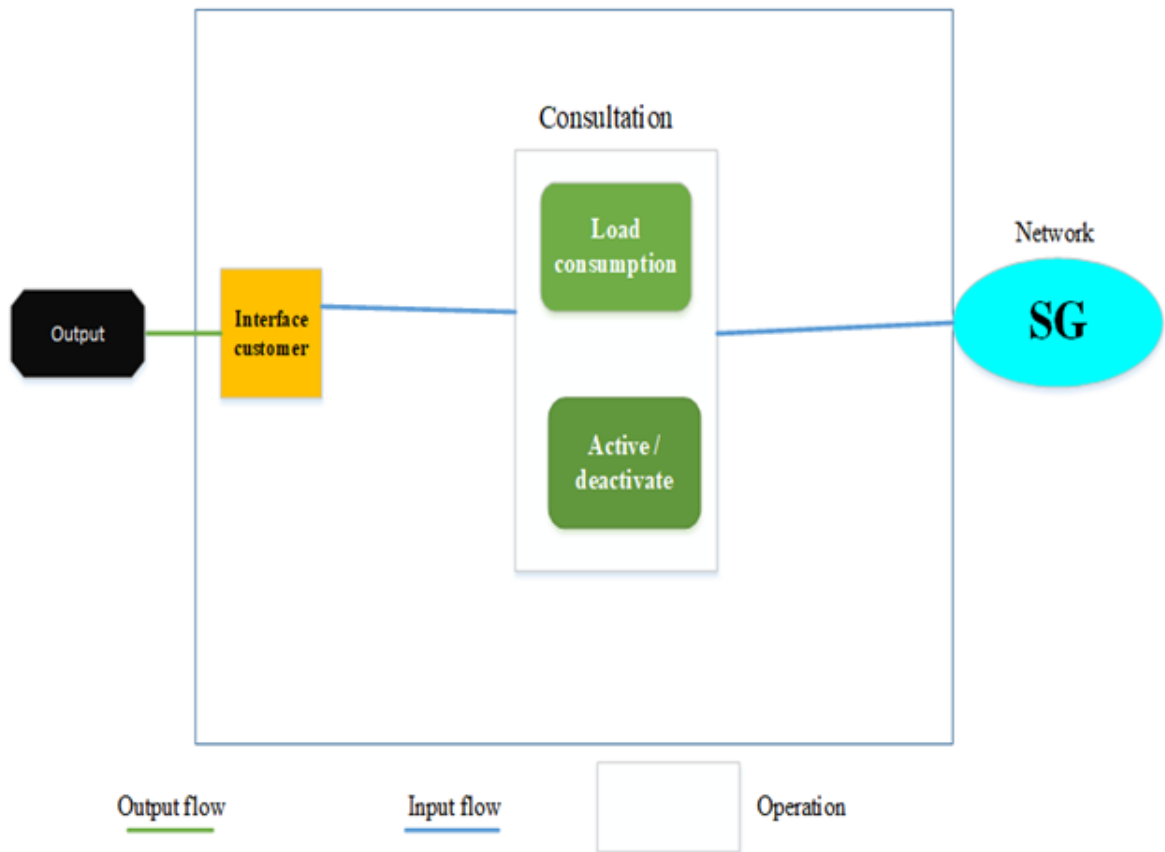 Consultation
Load
consumption
Network
SG
Interface
customer
Output
Active /
deactivate
Output flow
Input flow
Operation